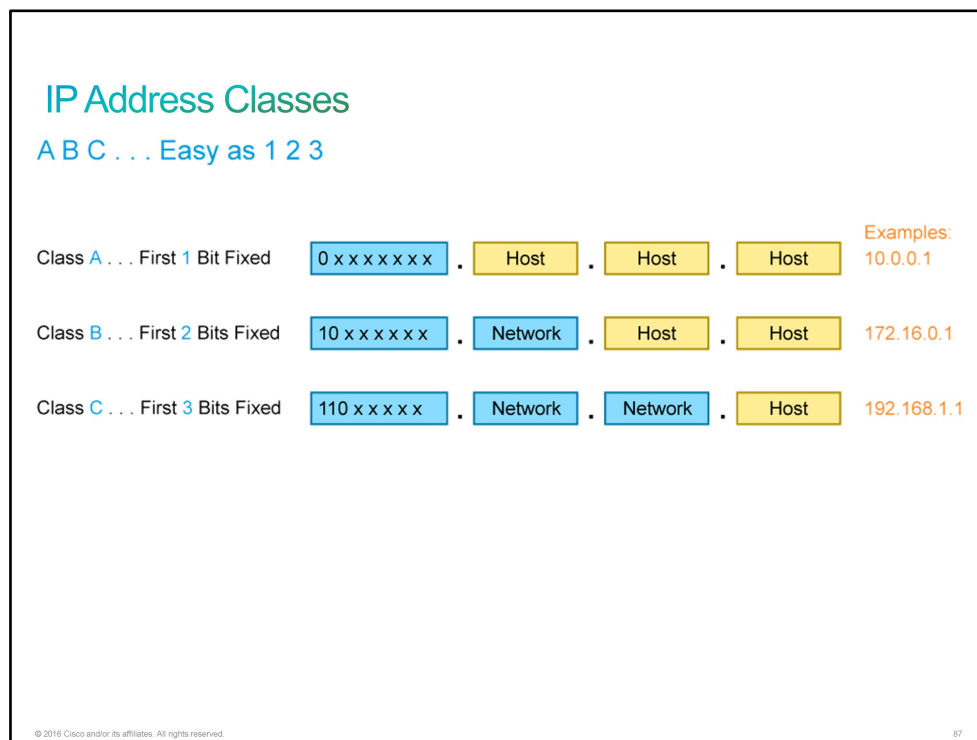 IP Address Classes
A B C . . . Easy as 1 2 3
Examples:
Class A . . . First 1 Bit Fixed 0 x x x x x x x . Host . Host . Host 10.0.0.1
Class B . . . First 2 Bits Fixed 10 x x x x x x . Network . Host . Host 172.16.0.1
Class C . . . First 3 Bits Fixed 110 x x x x x . Network . Network . Host 192.168.1.1
© 2016 Cisco and/or its affiliates. All rights reserved. 87